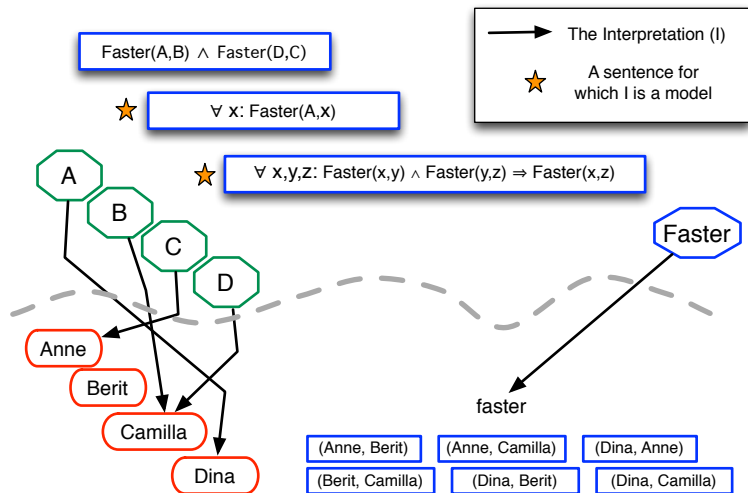 Faster(A,B) ∧ Faster(D,C)
The Interpretation (I)
A sentence for
which I is a model
∀ x: Faster(A,x)
∀ x,y,z: Faster(x,y) ∧ Faster(y,z) ⇒ Faster(x,z)
A
B
C
D
Faster
Anne
Berit
Camilla
Dina
faster
(Anne, Berit)
(Anne, Camilla)
(Dina, Anne)
(Berit, Camilla)
(Dina, Berit)
(Dina, Camilla)